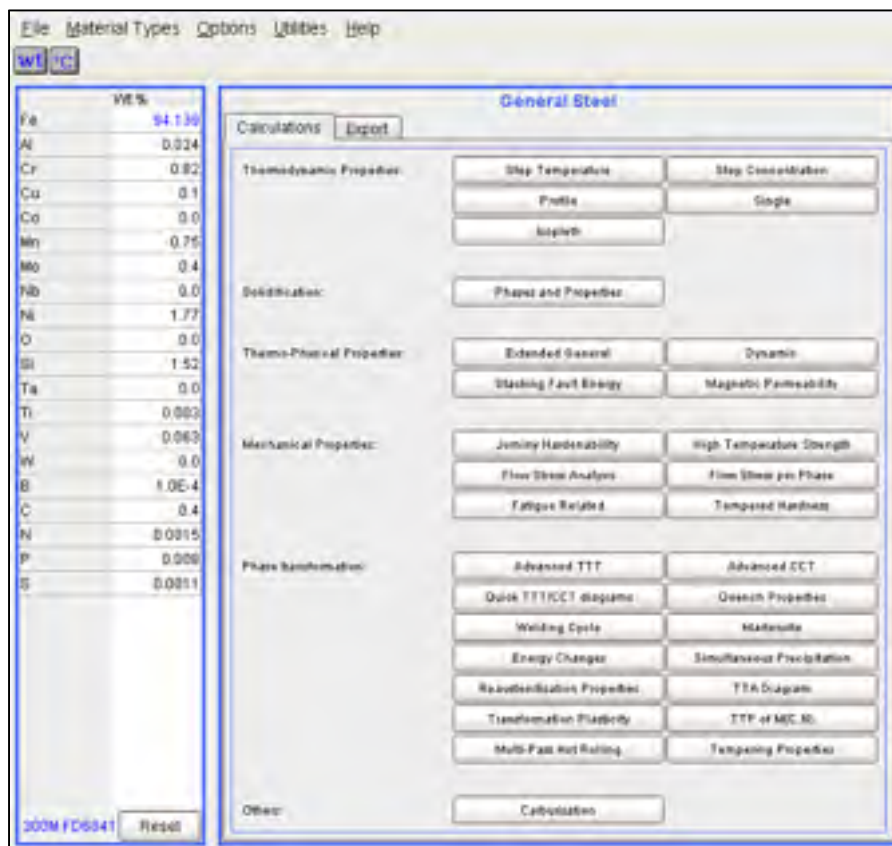 File Material Types Options Utilities Help
wt °C
Wt %
Fe 94.139
Al 0.024
Cr 0.82
Cu 0.1
Co 0.0
Mn 0.75
Mo 0.4
Nb 0.0
Ni 1.77
O 0.0
Si 1.52
Ta 0.0
Ti 0.003
V 0.063
W 0.0
B 1.0E-4
C 0.4
N 0.0015
P 0.008
S 0.0011
300M FD6841 Reset
General Steel
Calculations Export
Thermodynamic Properties: Step Temperature Step Concentration
Profile Single
Isopleth
Solidification: Phases and Properties
Thermo-Physical Properties: Extended General Dynamic
Stacking Fault Energy Magnetic Permeability
Mechanical Properties: Jominy Hardenability High Temperature Strength
Flow Stress Analysis Flow Stress per Phase
Fatigue Related Tempered Hardness
Phase transformation: Advanced TTT Advanced CCT
Quick TTT/CCT diagrams Quench Properties
Welding Cycle Martensite
Energy Changes Simultaneous Precipitation
Reaustenitisation Properties TTA Diagram
Transformation Plasticity TTP of M(C,N)
Multi-Pass Hot Rolling Tempering Properties
Others: Carburisation